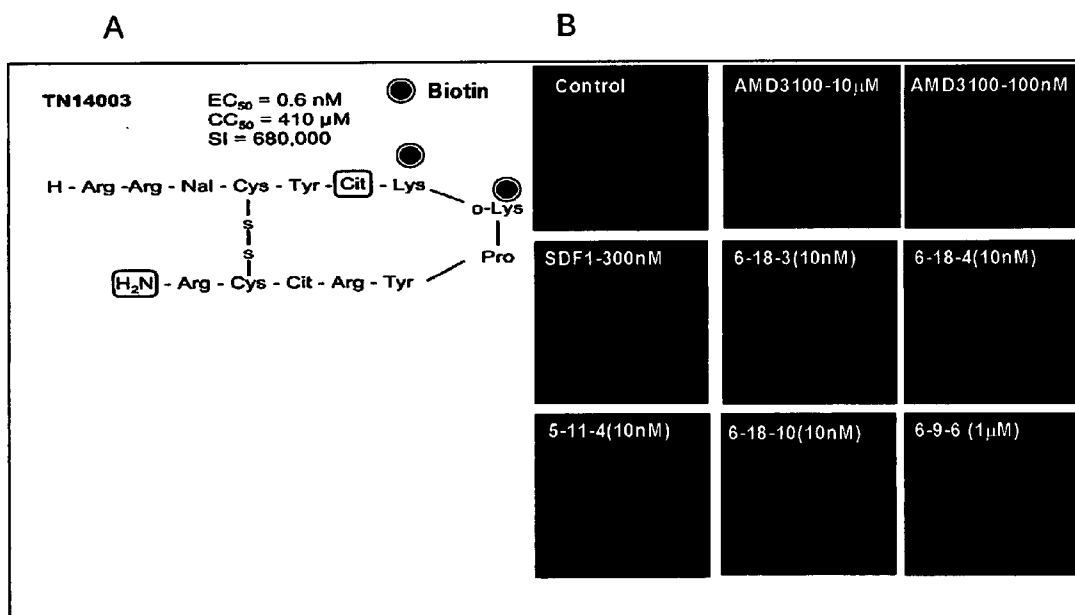 A
B
TN14003
EC50 = 0.6 nM
CC50 = 410 µM
SI = 680,000
Biotin
H - Arg - Arg - Nal - Cys - Tyr - Cit - Lys
D-Lys
S
S
Pro
H2N - Arg - Cys - Cit - Arg - Tyr
Control
AMD3100-10µM
AMD3100-100nM
SDF1-300nM
6-18-3(10nM)
6-18-4(10nM)
5-11-4(10nM)
6-18-10(10nM)
6-9-6 (1µM)